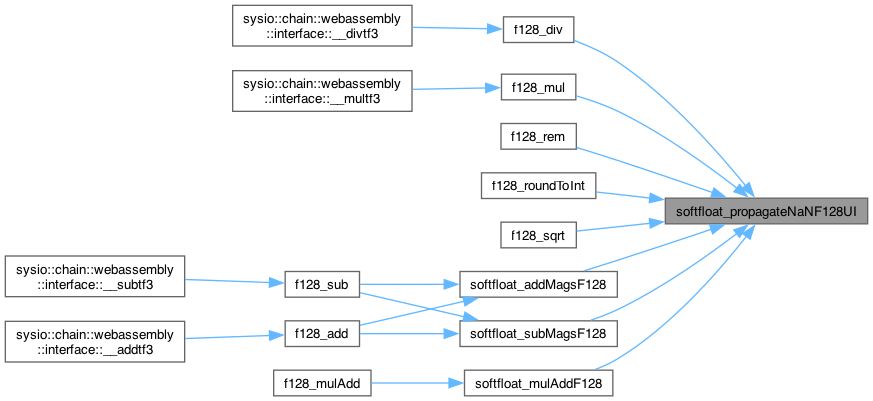 sysio::chain::webassembly
::interface::__divtf3
f128_div
sysio::chain::webassembly
::interface::__multf3
f128_mul
f128_rem
f128_roundToInt
softfloat_propagateNaNF128UI
f128_sqrt
sysio::chain::webassembly
::interface::__subtf3
f128_sub
softfloat_addMagsF128
sysio::chain::webassembly
::interface::__addtf3
f128_add
softfloat_subMagsF128
f128_mulAdd
softfloat_mulAddF128